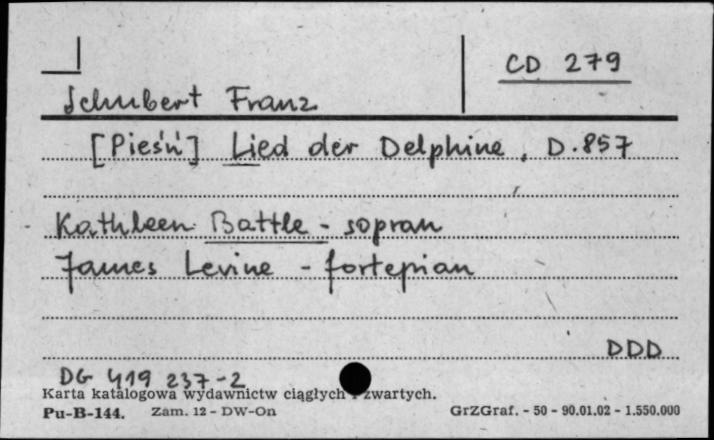 CD 279
Schubert Franz
[Pieśń] Lied der Delphine, D.857
Kathleen Battle - sopran
James Levine - fortepian
DDD
DG 419 237-2
Karta katalogowa wydawnictw ciągłych i zwartych.
Pu-B-144. Zam. 12 - DW-On GrZGraf. - 50 - 90.01.02 - 1.550.000